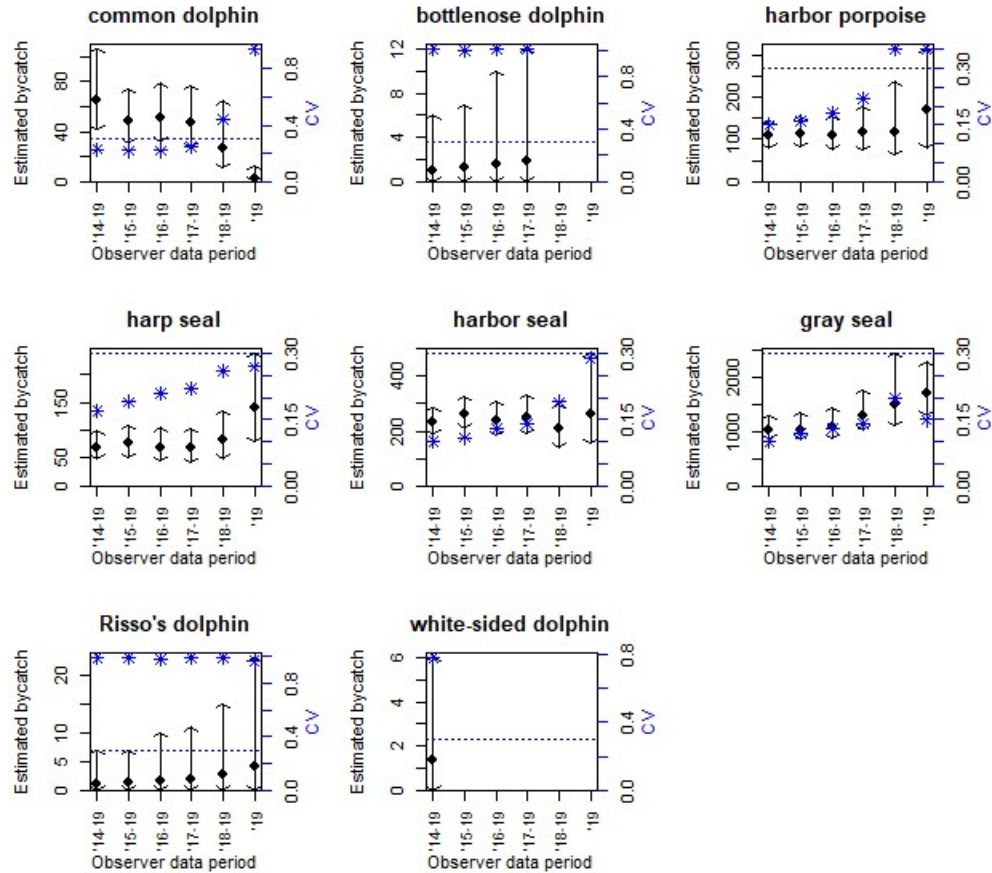 common dolphin
Estimated bycatch
0 40 80
0.0 0.4 0.8
CV
'14-19 '15-19 '16-19 '17-19 '18-19 '19
Observer data period
bottlenose dolphin
Estimated bycatch
0 2 4 8 12
0.0 0.4 0.8
CV
'14-19 '15-19 '16-19 '17-19 '18-19 '19
Observer data period
harbor porpoise
Estimated bycatch
0 100 200 300
0.00 0.15 0.30
CV
'14-19 '15-19 '16-19 '17-19 '18-19 '19
Observer data period
harp seal
Estimated bycatch
0 50 150
0.00 0.15 0.30
CV
'14-19 '15-19 '16-19 '17-19 '18-19 '19
Observer data period
harbor seal
Estimated bycatch
0 200 400
0.00 0.15 0.30
CV
'14-19 '15-19 '16-19 '17-19 '18-19 '19
Observer data period
gray seal
Estimated bycatch
0 1000 2000
0.00 0.15 0.30
CV
'14-19 '15-19 '16-19 '17-19 '18-19 '19
Observer data period
Risso's dolphin
Estimated bycatch
0 5 10 20
0.0 0.4 0.8
CV
'14-19 '15-19 '16-19 '17-19 '18-19 '19
Observer data period
white-sided dolphin
Estimated bycatch
0 2 4 6
0.0 0.4 0.8
CV
'14-19 '15-19 '16-19 '17-19 '18-19 '19
Observer data period